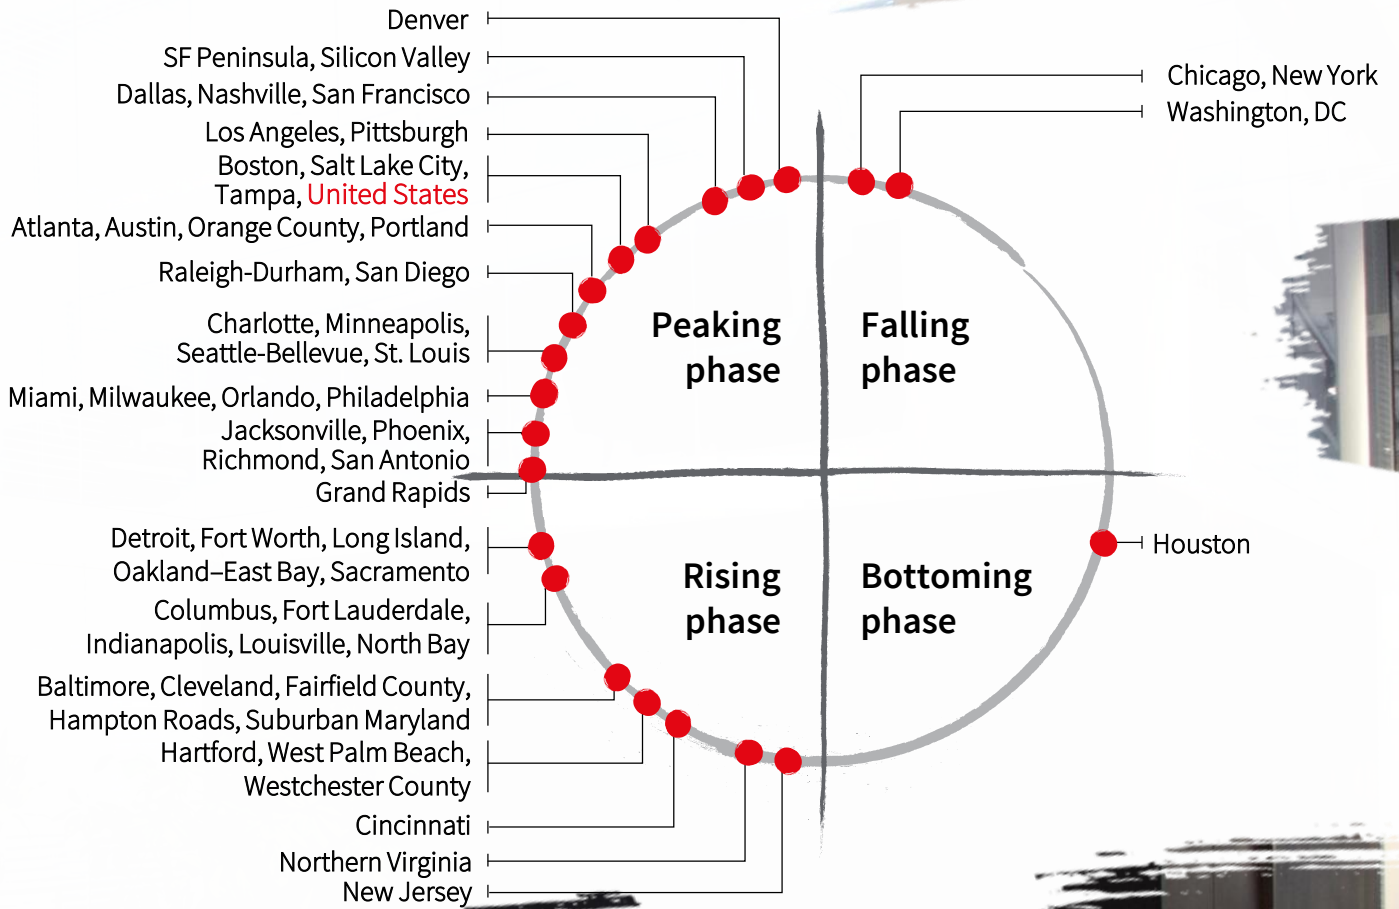 Denver
SF Peninsula, Silicon Valley
Dallas, Nashville, San Francisco
Los Angeles, Pittsburgh
Boston, Salt Lake City,
Tampa, United States
Atlanta, Austin, Orange County, Portland
Raleigh-Durham, San Diego
Charlotte, Minneapolis,
Seattle-Bellevue, St. Louis
Miami, Milwaukee, Orlando, Philadelphia
Jacksonville, Phoenix,
Richmond, San Antonio
Grand Rapids
Detroit, Fort Worth, Long Island,
Oakland–East Bay, Sacramento
Columbus, Fort Lauderdale,
Indianapolis, Louisville, North Bay
Baltimore, Cleveland, Fairfield County,
Hampton Roads, Suburban Maryland
Hartford, West Palm Beach,
Westchester County
Cincinnati
Northern Virginia
New Jersey
Peaking
phase
Falling
phase
Rising
phase
Bottoming
phase
Chicago, New York
Washington, DC
Houston